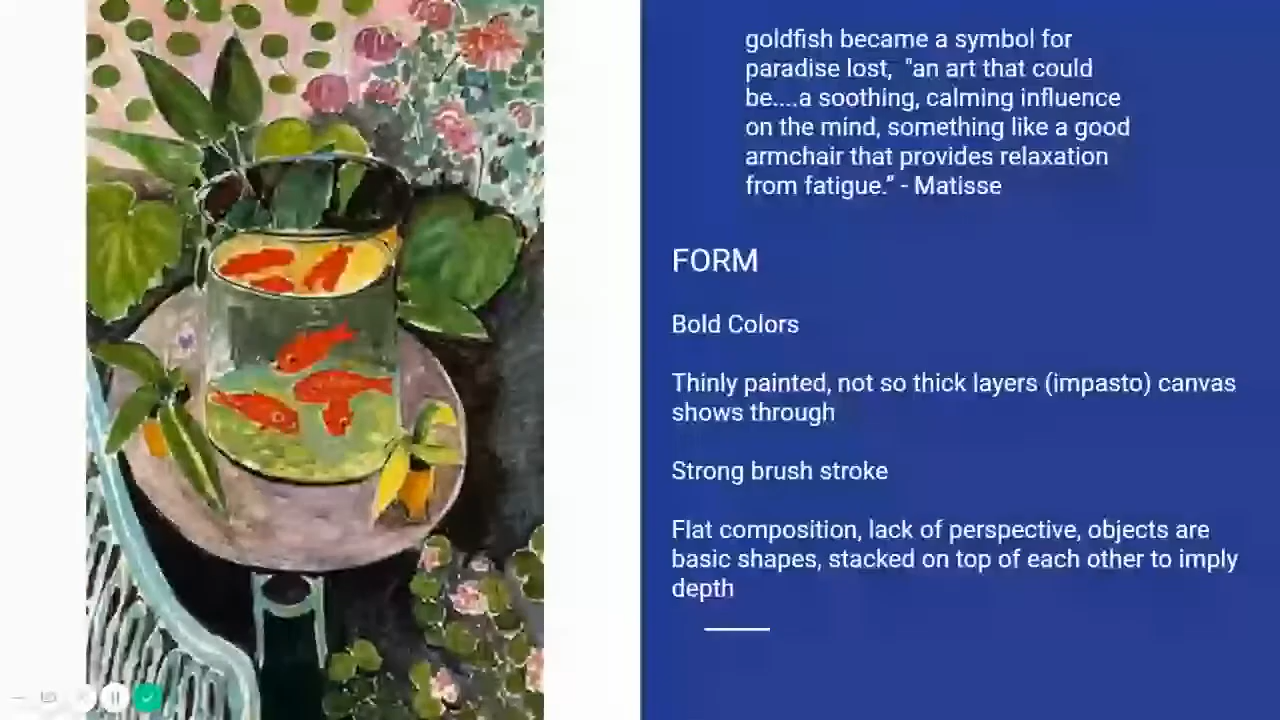 goldfish became a symbol for
paradise lost,  "an art that could
be....a soothing, calming influence
on the mind, something like a good
armchair that provides relaxation
from fatigue.” - Matisse
FORM
Bold Colors
Thinly painted, not so thick layers (impasto) canvas
shows through
Strong brush stroke
Flat composition, lack of perspective, objects are
basic shapes, stacked on top of each other to imply
depth